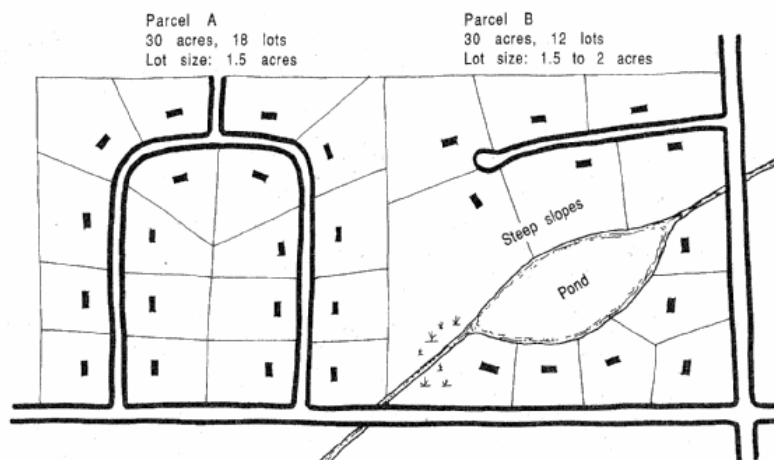 Parcel A
30 acres, 18 lots
Lot size: 1.5 acres
Parcel B
30 acres, 12 lots
Lot size: 1.5 to 2 acres
Steep slopes
Pond